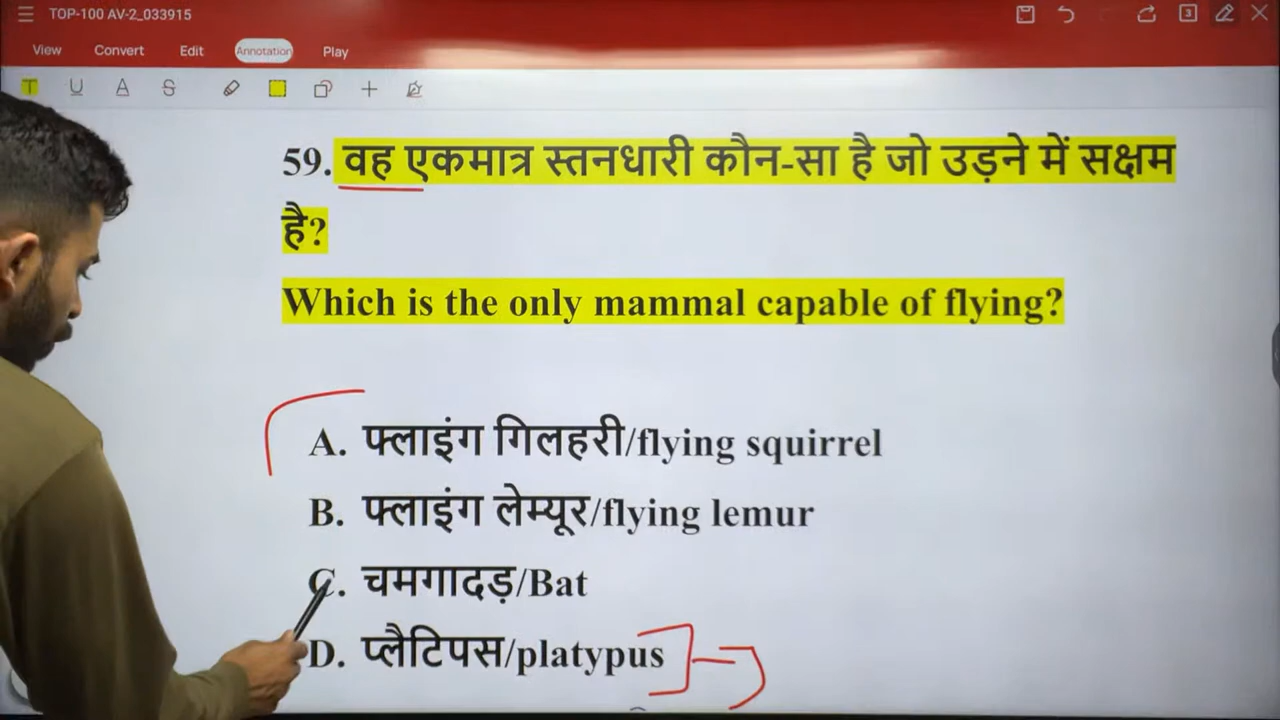 TOP-100 AV-2_033915
3
View Convert Edit Annotation Play
T U A S
59. वह एकमात्र स्तनधारी कौन-सा है जो उड़ने में सक्षम
है?
Which is the only mammal capable of flying?
A. फ्लाइंग गिलहरी/flying squirrel
B. फ्लाइंग लेम्यूर/flying lemur
C. चमगादड़/Bat
D. प्लैटिपस/platypus